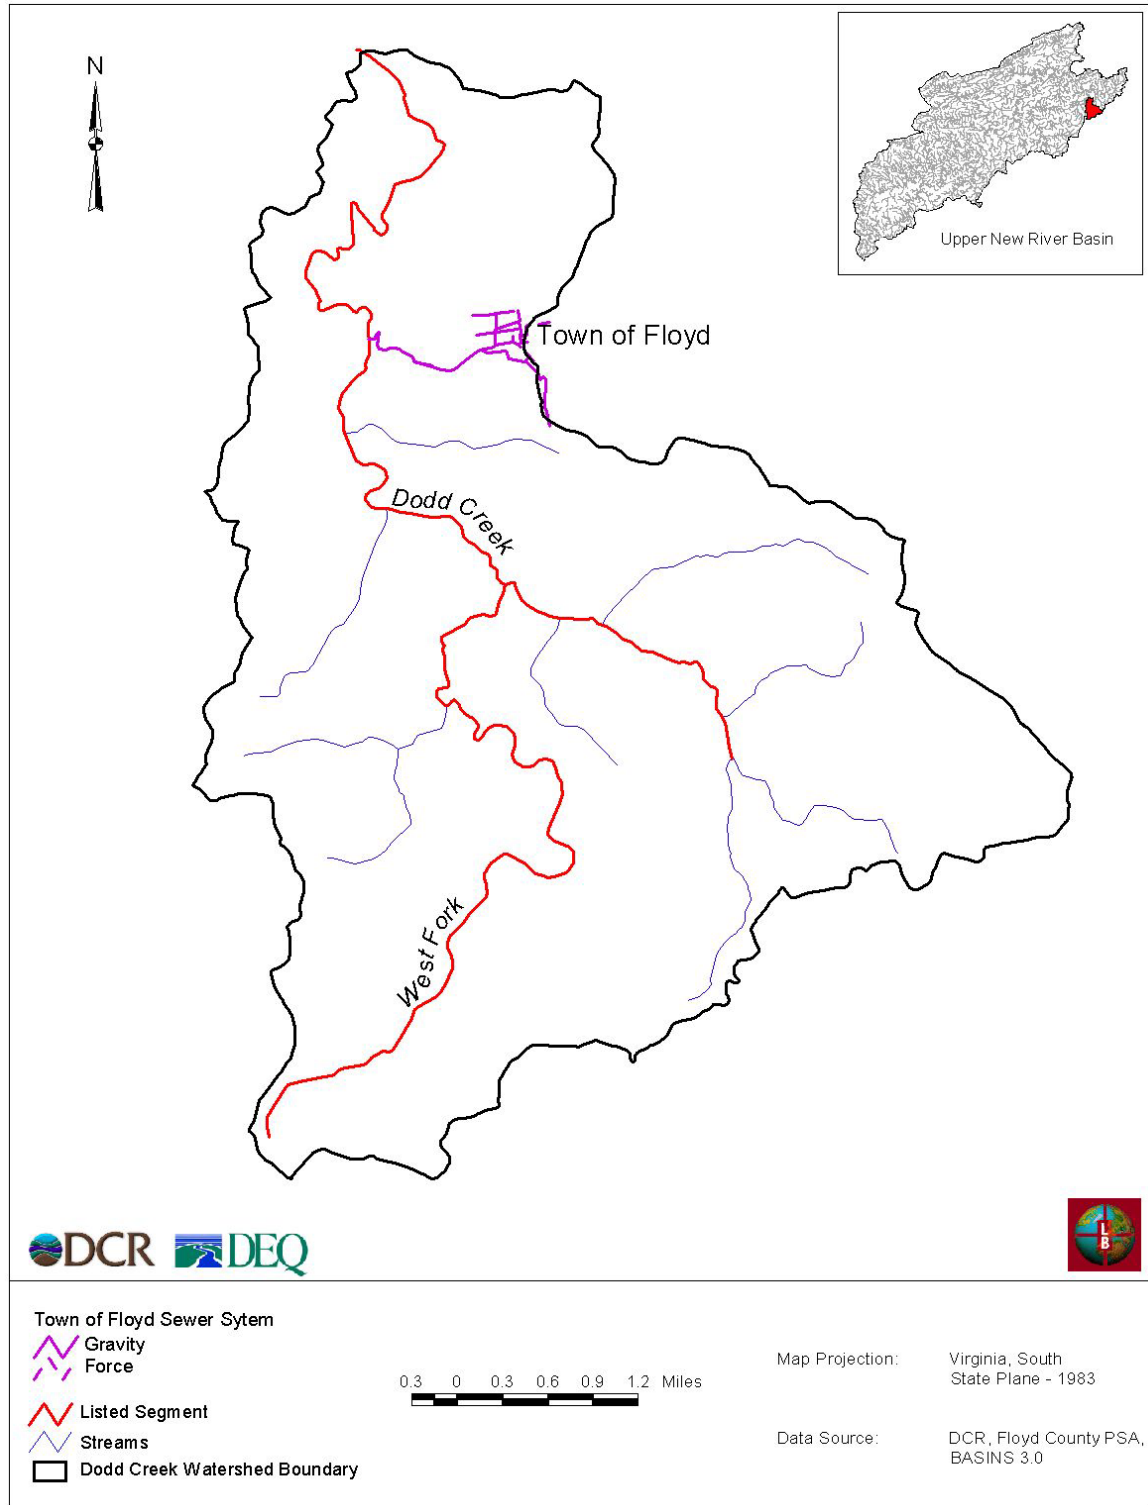 N
Upper New River Basin
Town of Floyd
Dodd Creek
West Fork
DCR
DEQ
L
B
Town of Floyd Sewer Sytem
Gravity
Force
Listed Segment
Streams
Dodd Creek Watershed Boundary
0.3 0 0.3 0.6 0.9 1.2 Miles
Map Projection: Virginia, South
State Plane - 1983
Data Source: DCR, Floyd County PSA,
BASINS 3.0